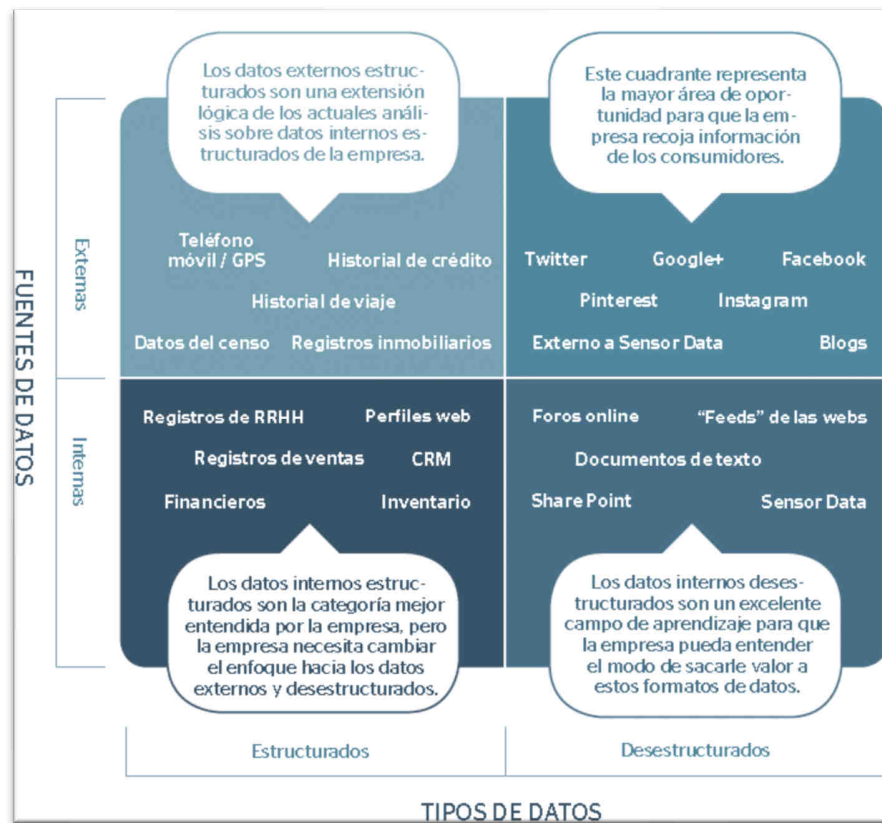 Los datos externos estruc-
turados son una extensión
lógica de los actuales análi-
sis sobre datos internos es-
tructurados de la empresa.
Este cuadrante representa
la mayor área de opor-
tunidad para que la em-
presa recoja información
de los consumidores.
FUENTES DE DATOS
Externas
Teléfono
móvil / GPS
Historial de crédito
Historial de viaje
Datos del censo
Registros inmobiliarios
Twitter
Google+
Facebook
Pinterest
Instagram
Externo a Sensor Data
Blogs
Internas
Registros de RRHH
Perfiles web
Registros de ventas
CRM
Financieros
Inventario
Foros online
“Feeds” de las webs
Documentos de texto
Share Point
Sensor Data
Los datos internos estruc-
turados son la categoría mejor
entendida por la empresa, pero
la empresa necesita cambiar
el enfoque hacia los datos
externos y desestructurados.
Los datos internos deses-
tructurados son un excelente
campo de aprendizaje para que
la empresa pueda entender
el modo de sacarle valor a
estos formatos de datos.
Estructurados
Desestructurados
TIPOS DE DATOS